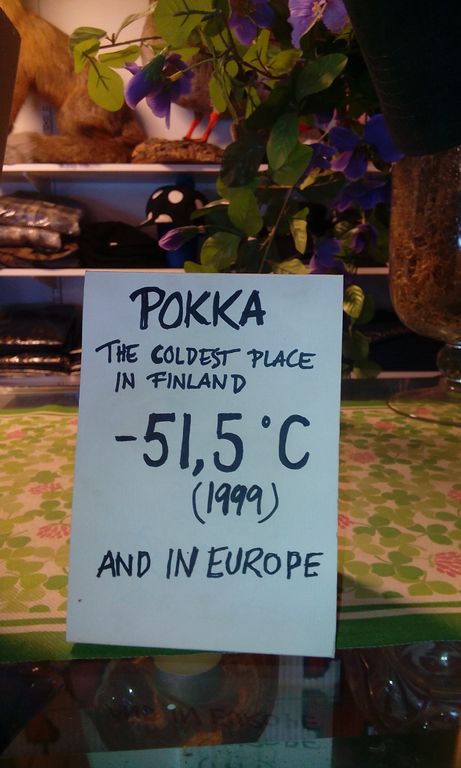 POKKA
THE COLDEST PLACE
IN FINLAND
-51,5°C
(1999)
AND IN EUROPE